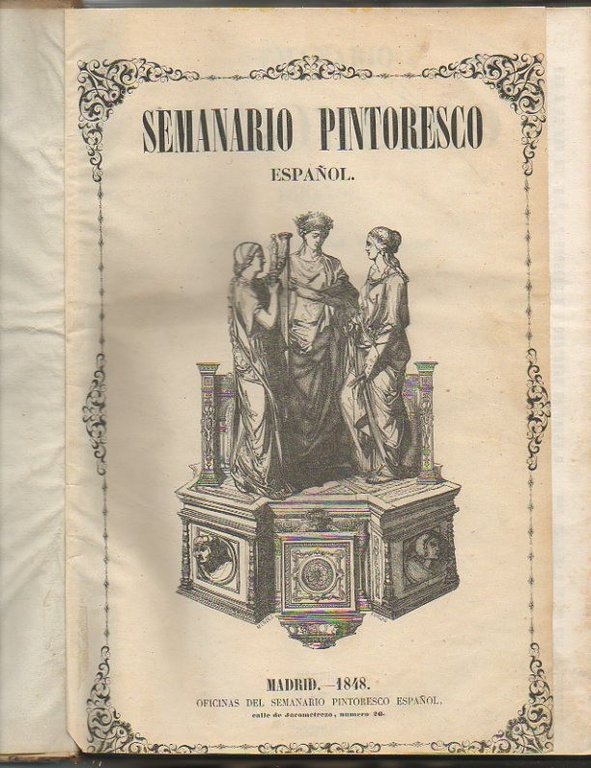 SEMANARIO PINTORESCO
ESPAÑOL.
MADRID.—1848.
OFICINAS DEL SEMANARIO PINTORESCO ESPAÑOL,
calle de Jacometrezo, numero 26.